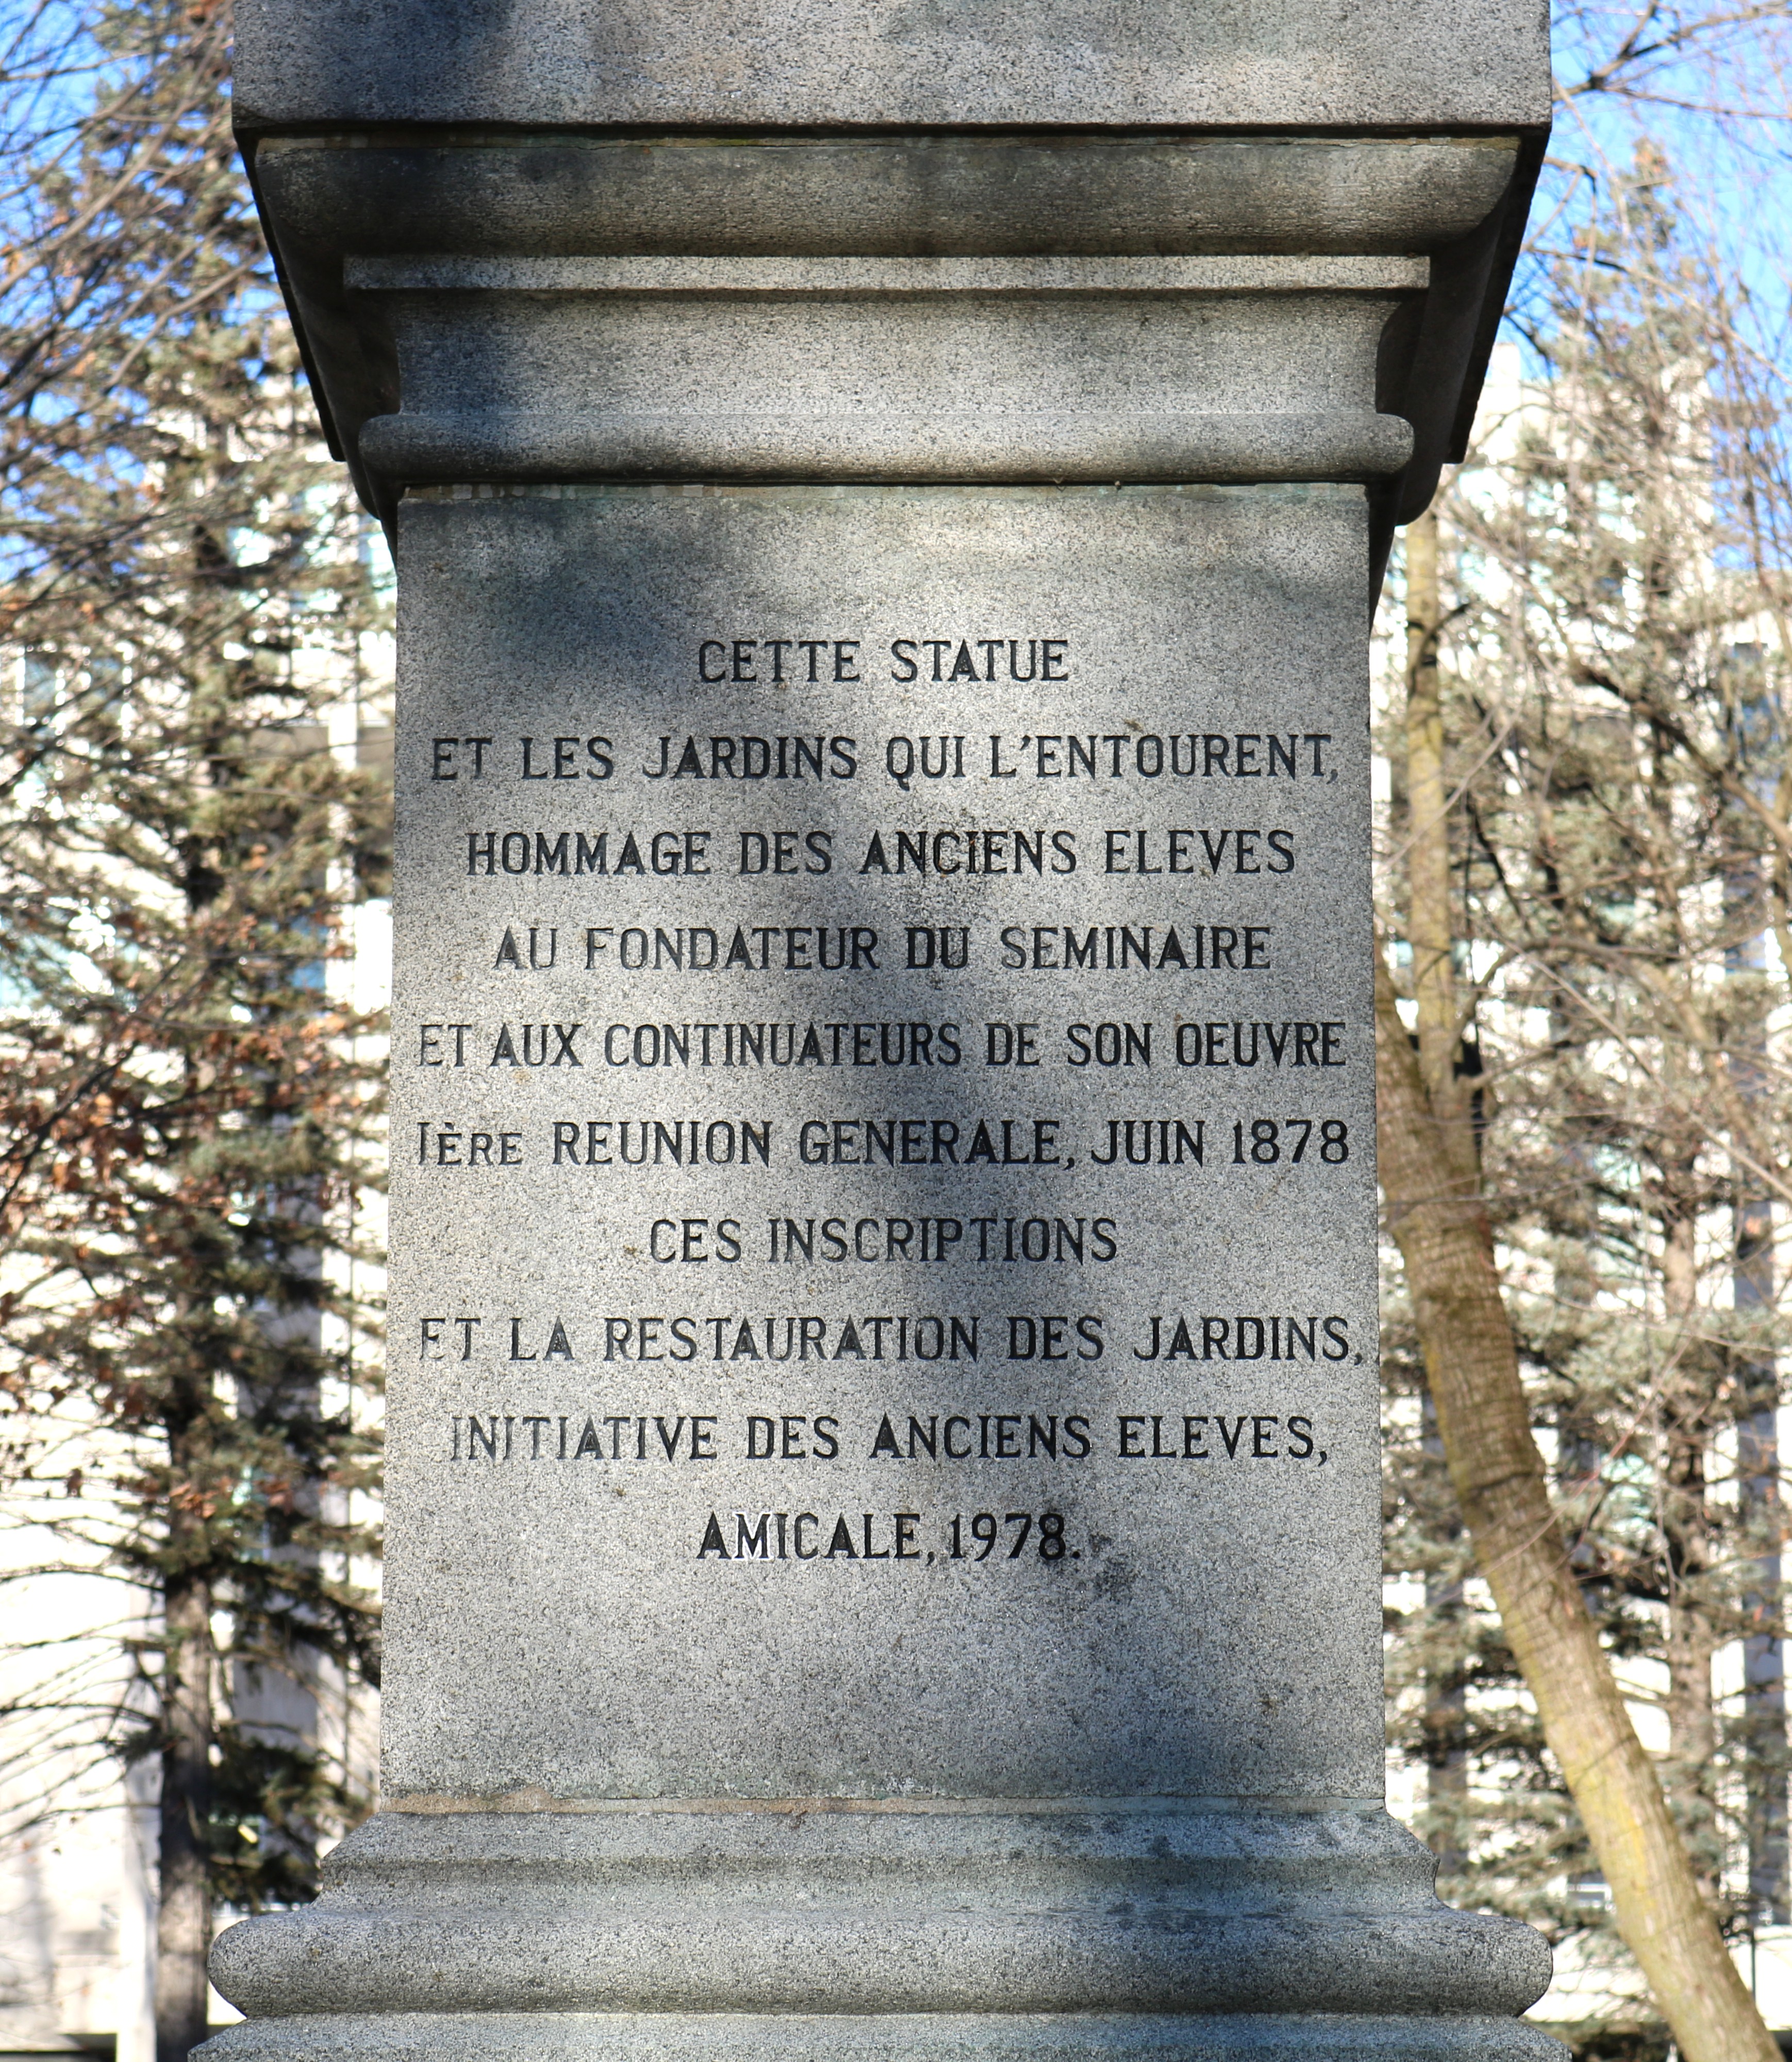 CETTE STATUE
ET LES JARDINS QUI L'ENTOURENT,
HOMMAGE DES ANCIENS ELEVES
AU FONDATEUR DU SEMINAIRE
ET AUX CONTINUATEURS DE SON OEUVRE
1ÈRE REUNION GENERALE, JUIN 1878
CES INSCRIPTIONS
ET LA RESTAURATION DES JARDINS,
INITIATIVE DES ANCIENS ELEVES,
AMICALE, 1978.